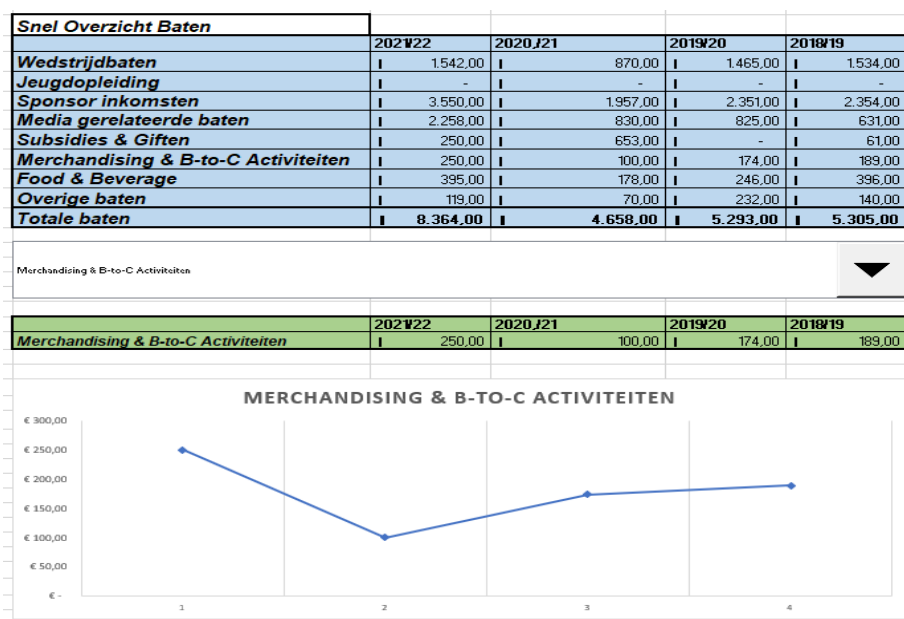 Snel Overzicht Baten
2021/22 2020/21 2019/20 2018/19
Wedstrijdbaten 1.542,00 870,00 1.465,00 1.534,00
Jeugdopleiding - - - -
Sponsor inkomsten 3.550,00 1.957,00 2.351,00 2.354,00
Media gerelateerde baten 2.258,00 830,00 825,00 631,00
Subsidies & Giften 250,00 653,00 - 61,00
Merchandising & B-to-C Activiteiten 250,00 100,00 174,00 189,00
Food & Beverage 395,00 178,00 246,00 396,00
Overige baten 119,00 70,00 232,00 140,00
Totale baten 8.364,00 4.658,00 5.293,00 5.305,00
Merchandising & B-to-C Activiteiten
2021/22 2020/21 2019/20 2018/19
Merchandising & B-to-C Activiteiten 250,00 100,00 174,00 189,00
MERCHANDISING & B-TO-C ACTIVITEITEN
€ 300,00
€ 250,00
€ 200,00
€ 150,00
€ 100,00
€ 50,00
€ -
1 2 3 4